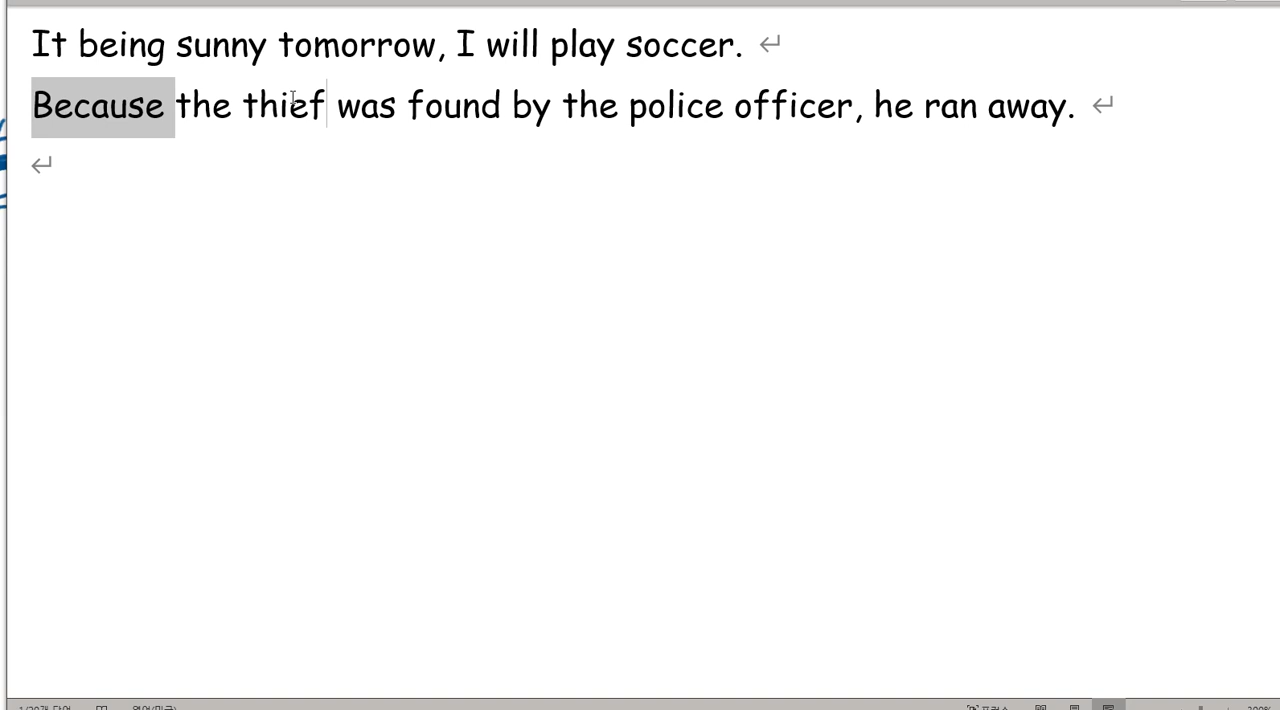 It being sunny tomorrow, I will play soccer. ↵
Because the thief was found by the police officer, he ran away. ↵
↵